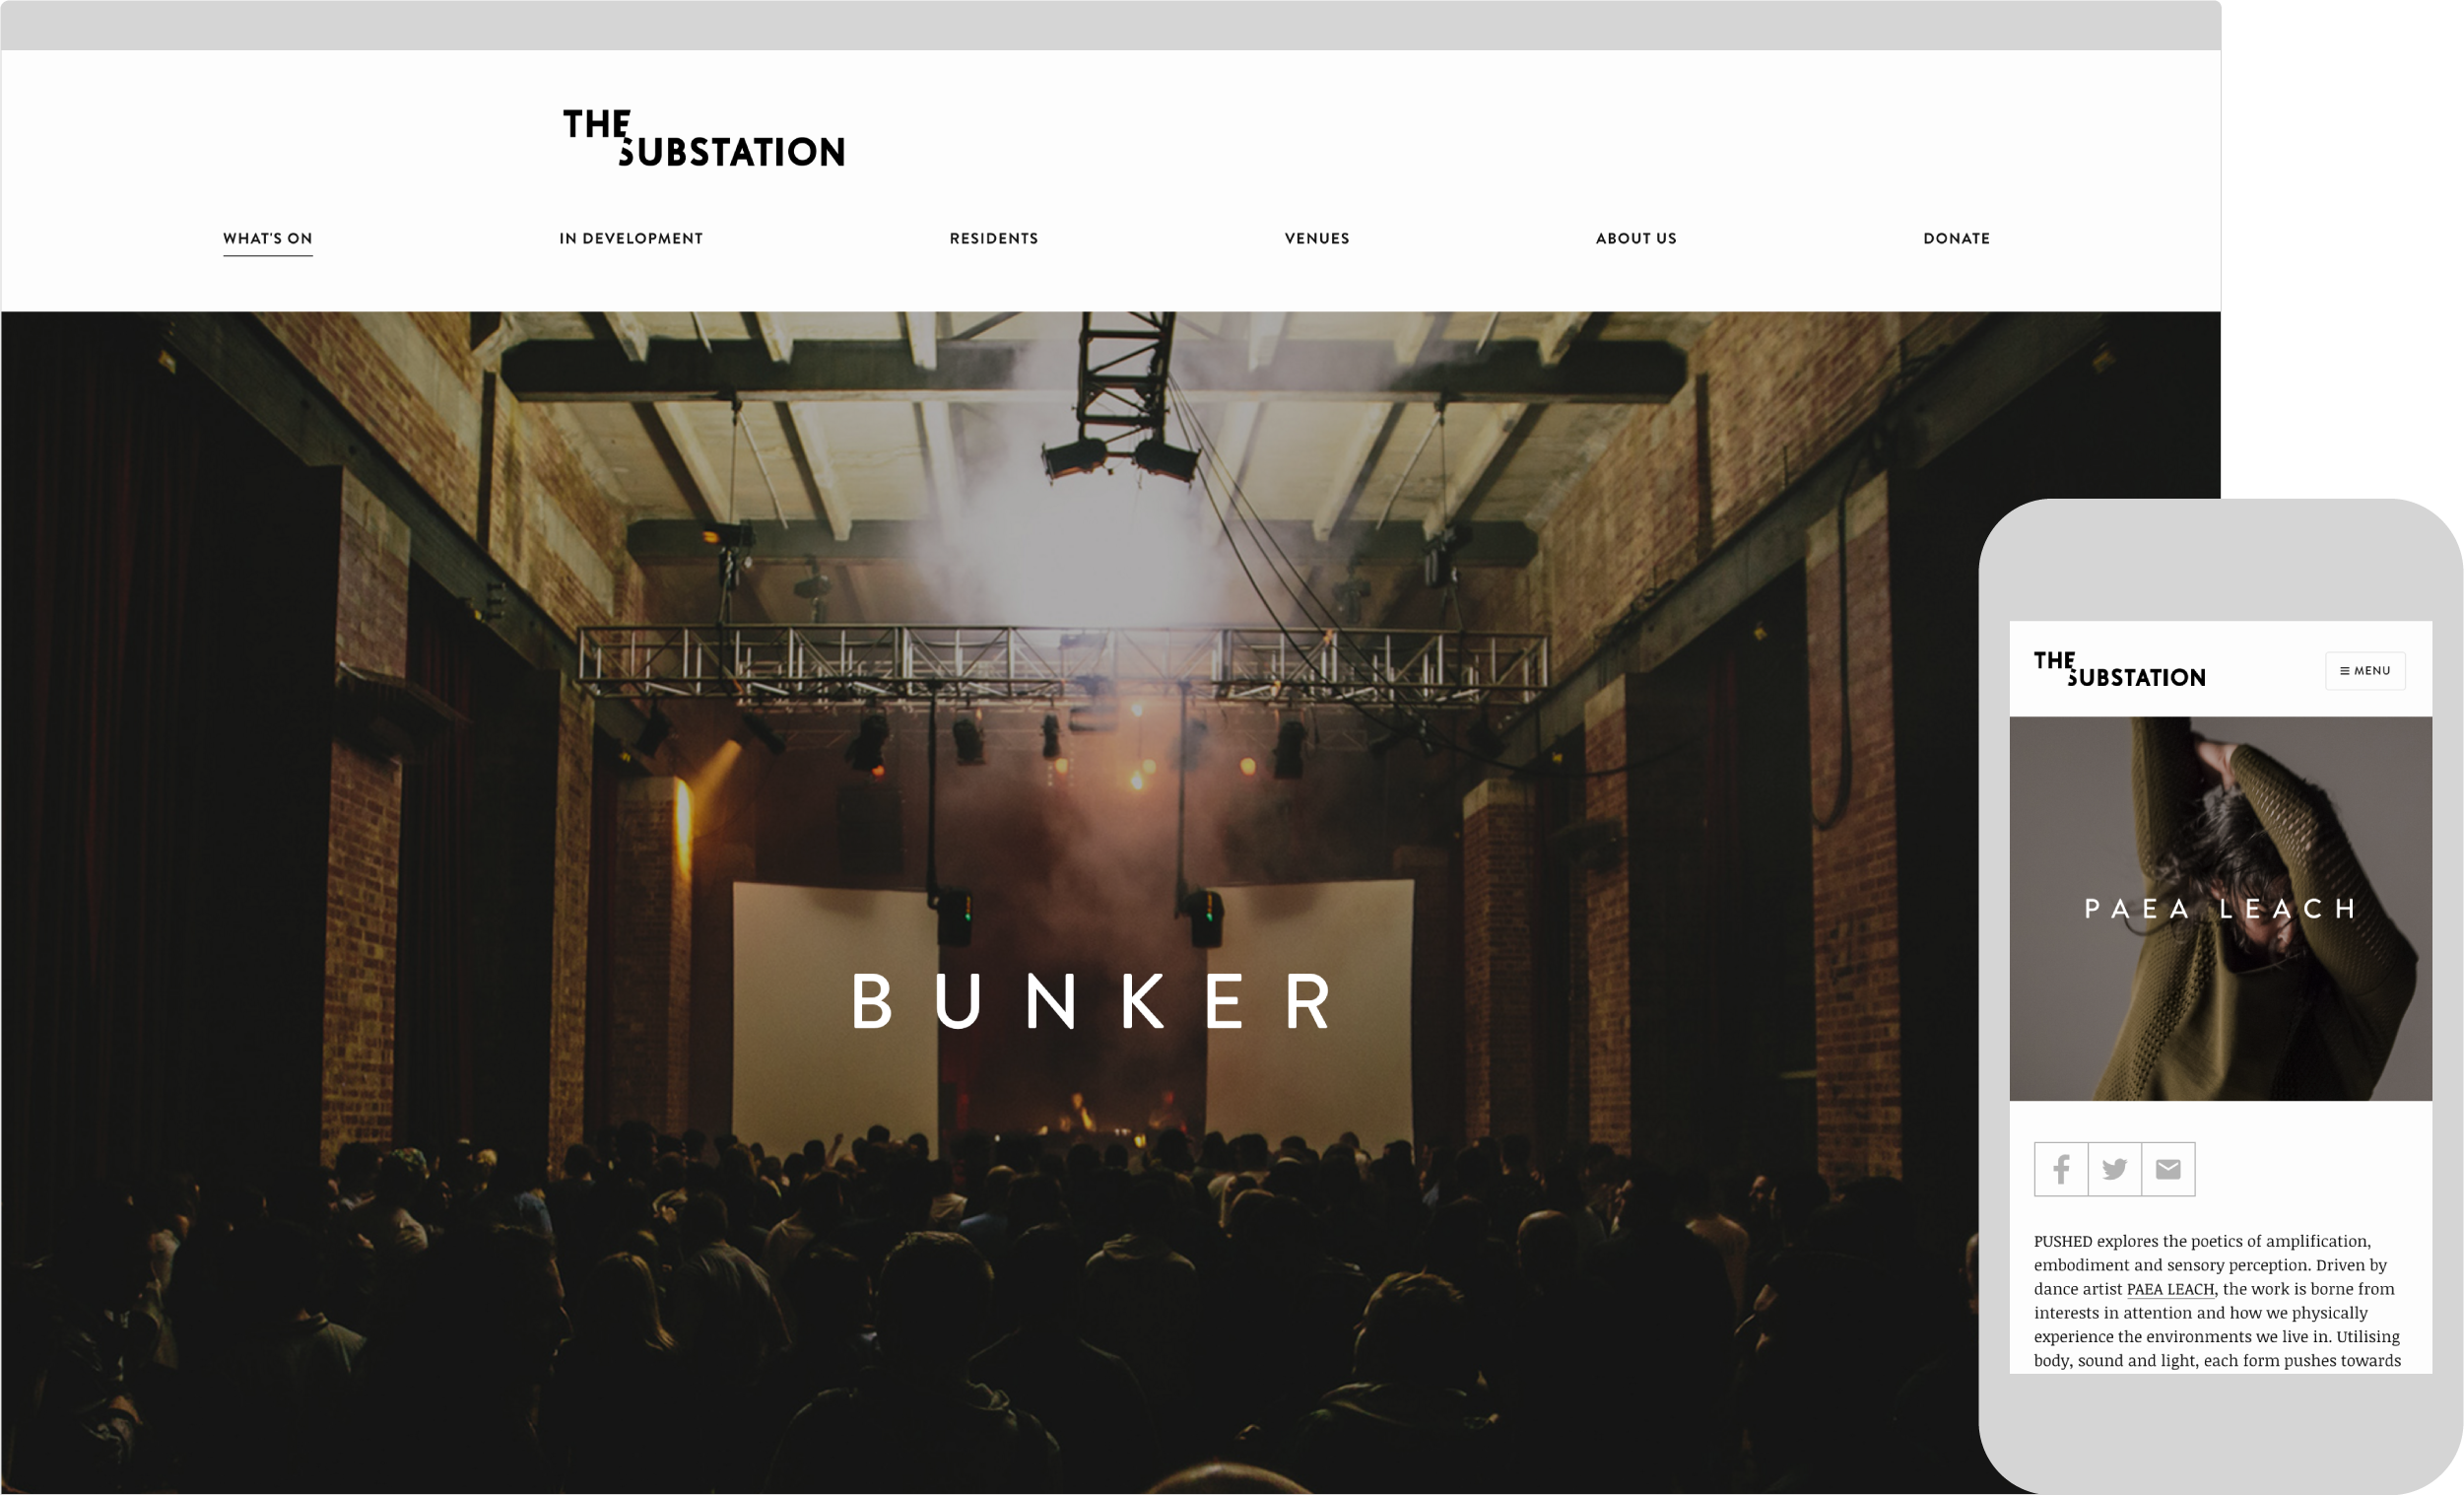 THE
SUBSTATION
WHAT'S ON
IN DEVELOPMENT
RESIDENTS
VENUES
ABOUT US
DONATE
BUNKER
THE
SUBSTATION
MENU
PAEA LEACH
PUSHED explores the poetics of amplification,
embodiment and sensory perception. Driven by
dance artist PAEA LEACH, the work is borne from
interests in attention and how we physically
experience the environments we live in. Utilising
body, sound and light, each form pushes towards